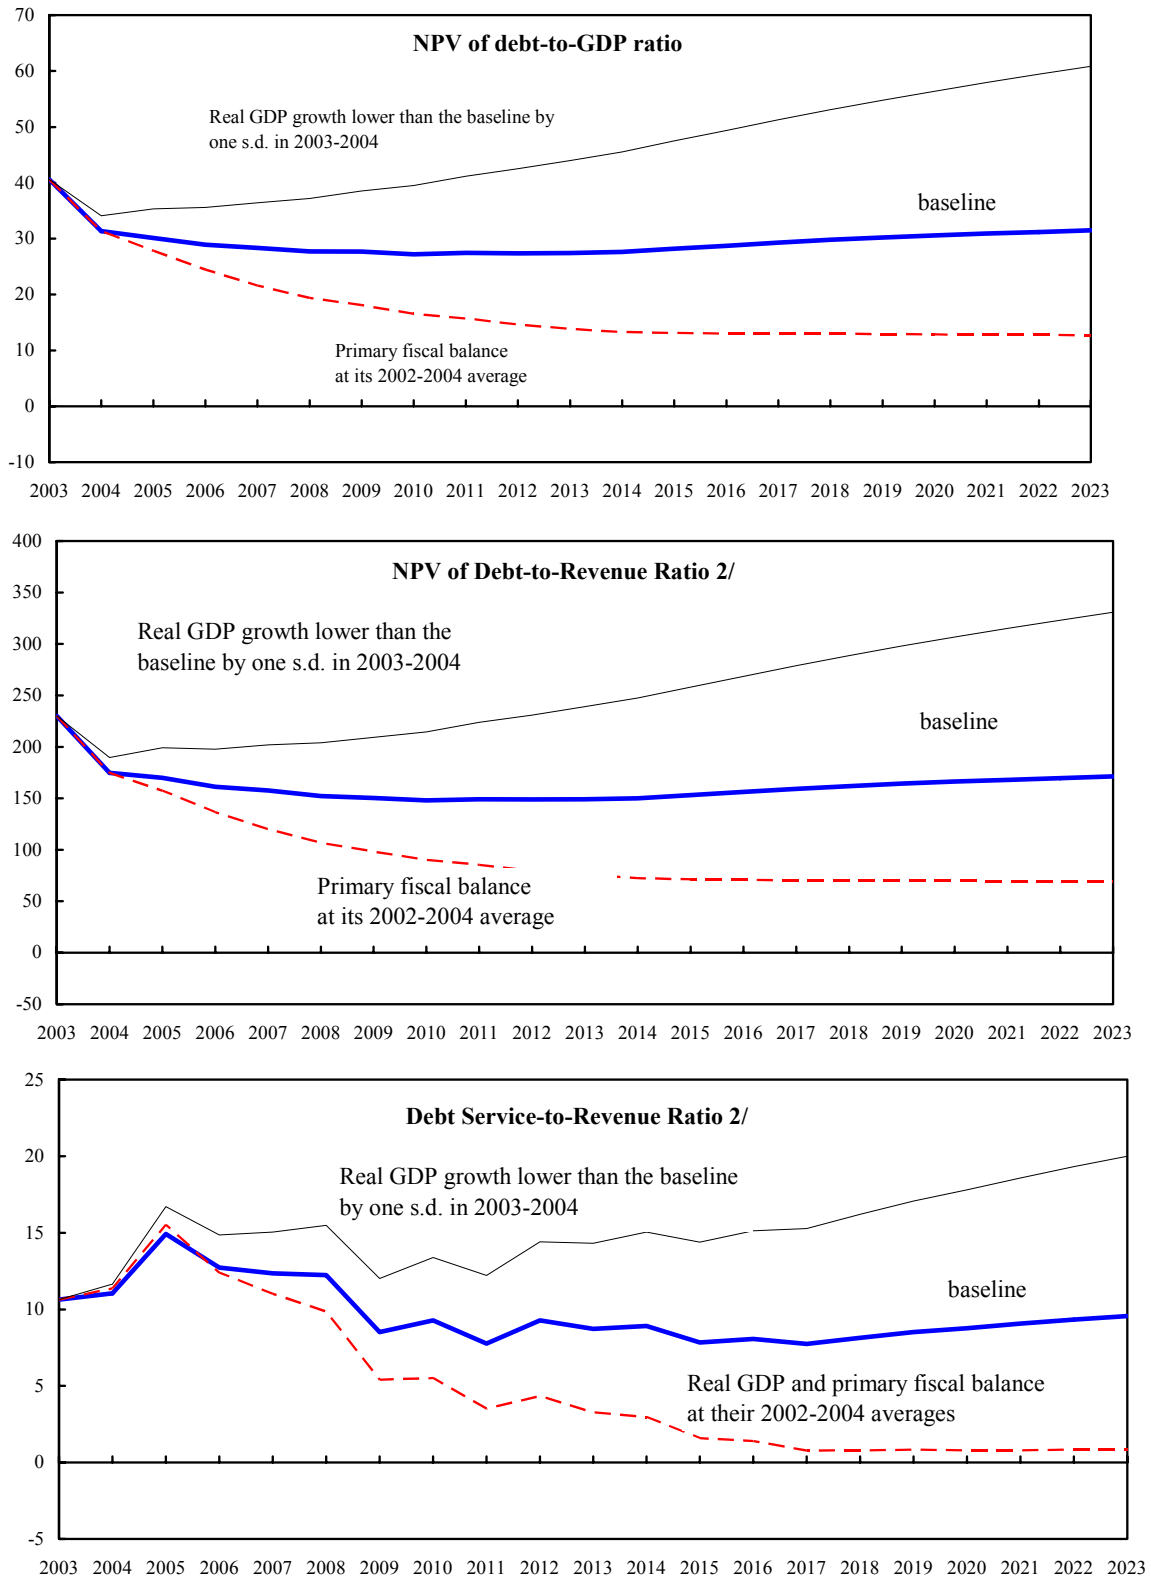 NPV of debt-to-GDP ratio
70
60
50
40
30
20
10
0
-10
Real GDP growth lower than the baseline by
one s.d. in 2003-2004
baseline
Primary fiscal balance
at its 2002-2004 average
2003 2004 2005 2006 2007 2008 2009 2010 2011 2012 2013 2014 2015 2016 2017 2018 2019 2020 2021 2022 2023
NPV of Debt-to-Revenue Ratio 2/
400
350
300
250
200
150
100
50
0
-50
Real GDP growth lower than the
baseline by one s.d. in 2003-2004
baseline
Primary fiscal balance
at its 2002-2004 average
2003 2004 2005 2006 2007 2008 2009 2010 2011 2012 2013 2014 2015 2016 2017 2018 2019 2020 2021 2022 2023
Debt Service-to-Revenue Ratio 2/
25
20
15
10
5
0
-5
Real GDP growth lower than the baseline
by one s.d. in 2003-2004
baseline
Real GDP and primary fiscal balance
at their 2002-2004 averages
2003 2004 2005 2006 2007 2008 2009 2010 2011 2012 2013 2014 2015 2016 2017 2018 2019 2020 2021 2022 2023